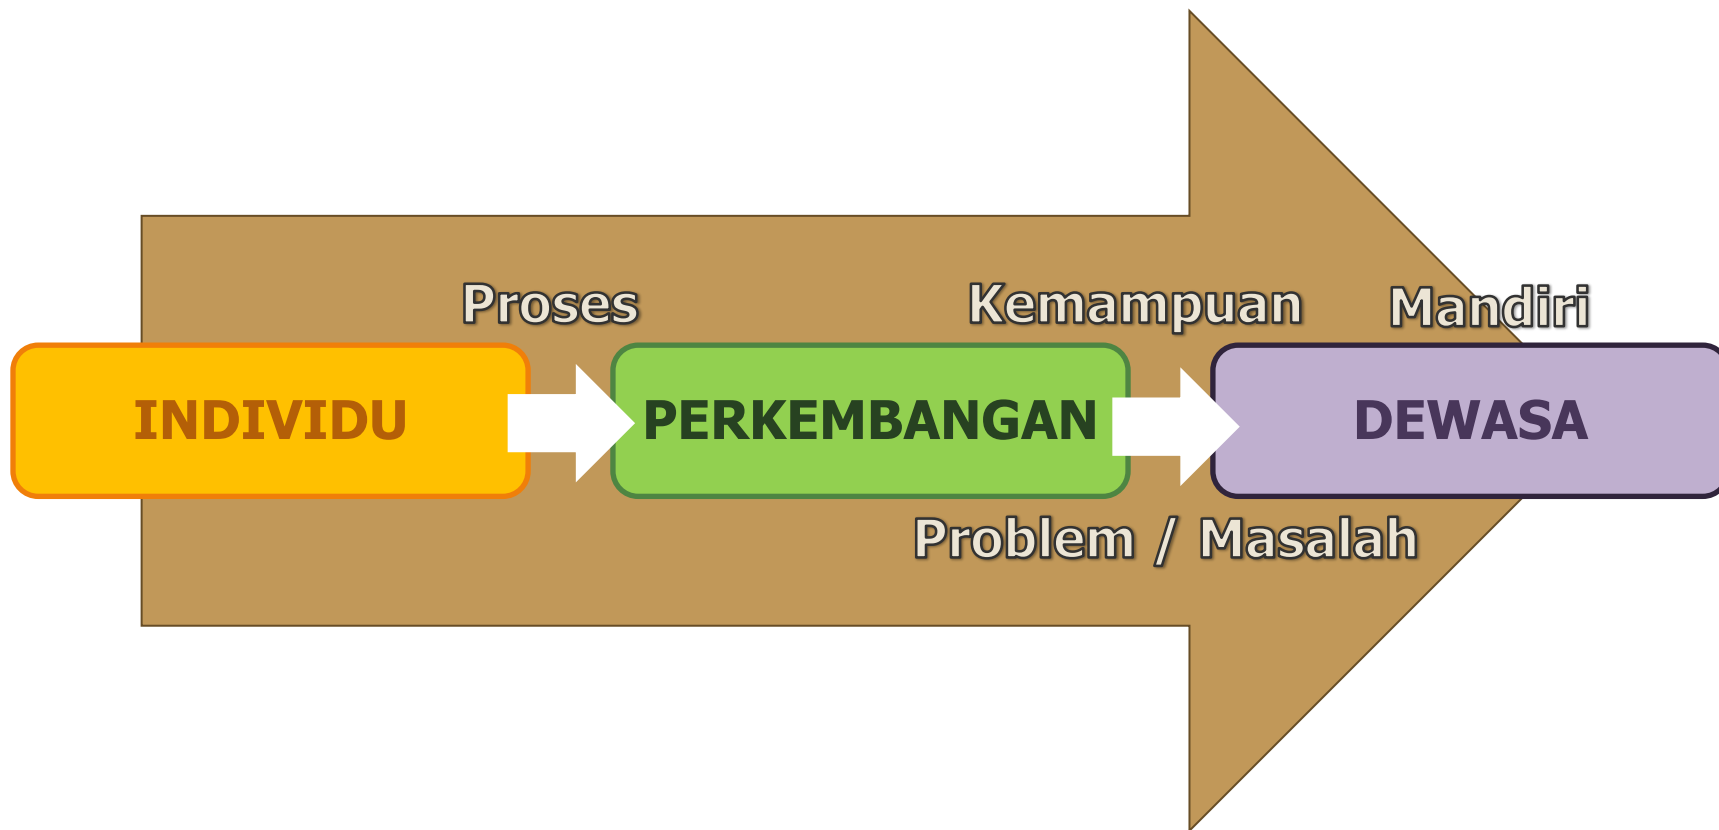 Proses
Kemampuan
Mandiri
INDIVIDU
PERKEMBANGAN
DEWASA
Problem / Masalah